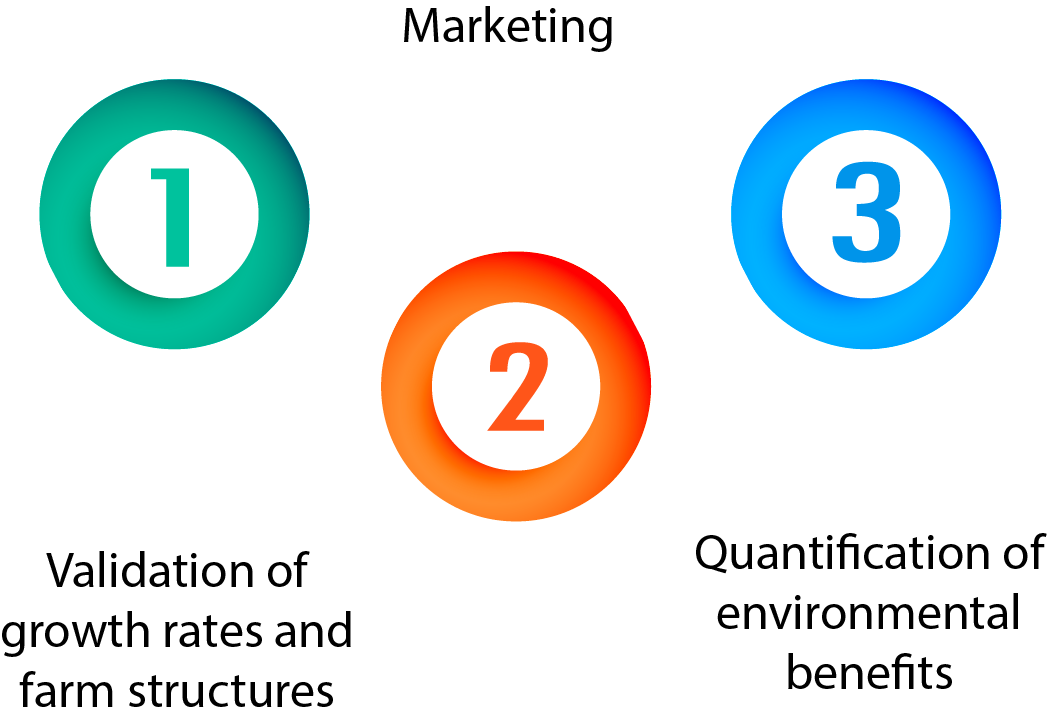 Marketing
1
3
2
Validation of
growth rates and
farm structures
Quantification of
environmental
benefits